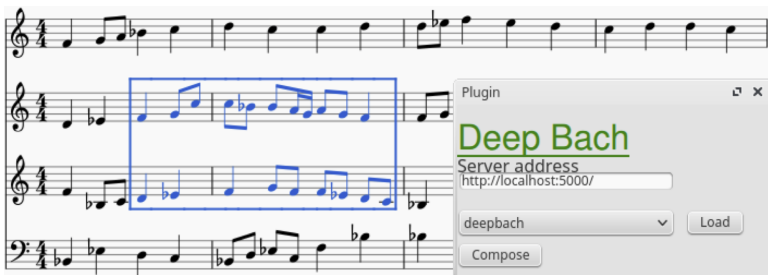 Plugin
Deep Bach
Server address
http://localhost:5000/
deepbach
Load
Compose